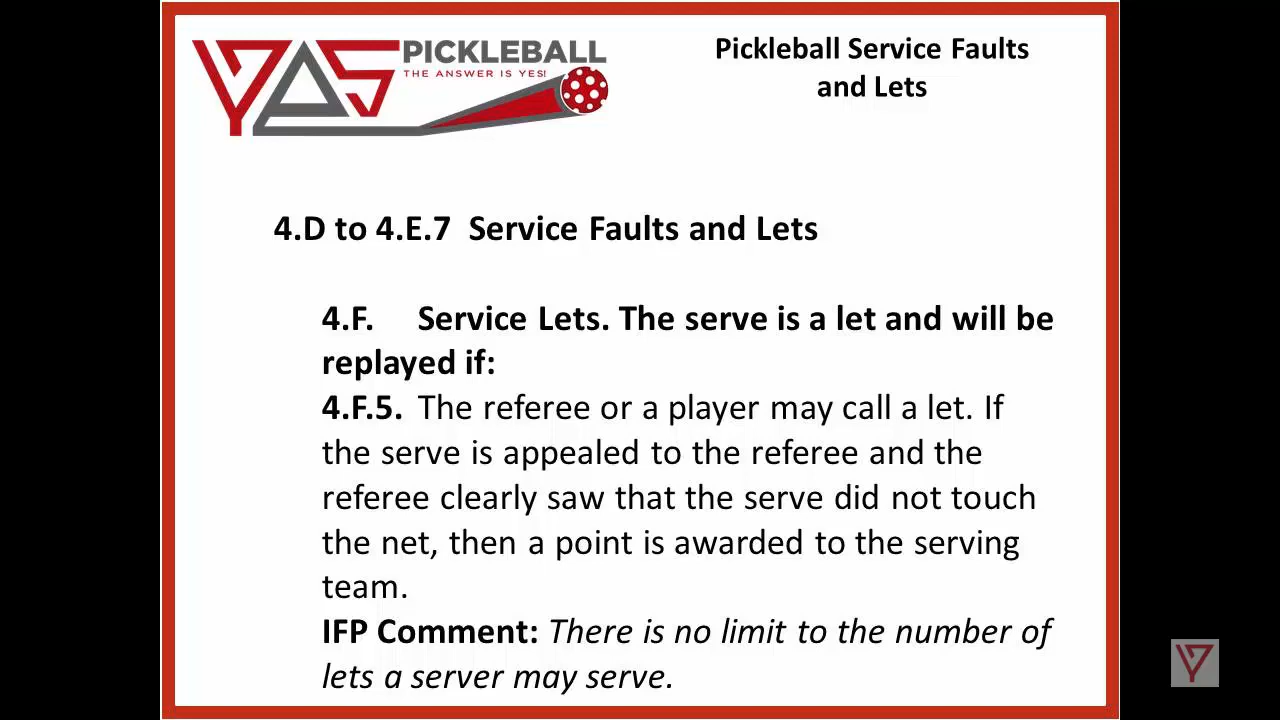 YES PICKLEBALL
THE ANSWER IS YES!
Pickleball Service Faults
and Lets
4.D to 4.E.7 Service Faults and Lets
4.F. Service Lets. The serve is a let and will be
replayed if:
4.F.5. The referee or a player may call a let. If
the serve is appealed to the referee and the
referee clearly saw that the serve did not touch
the net, then a point is awarded to the serving
team.
IFP Comment: There is no limit to the number of
lets a server may serve.